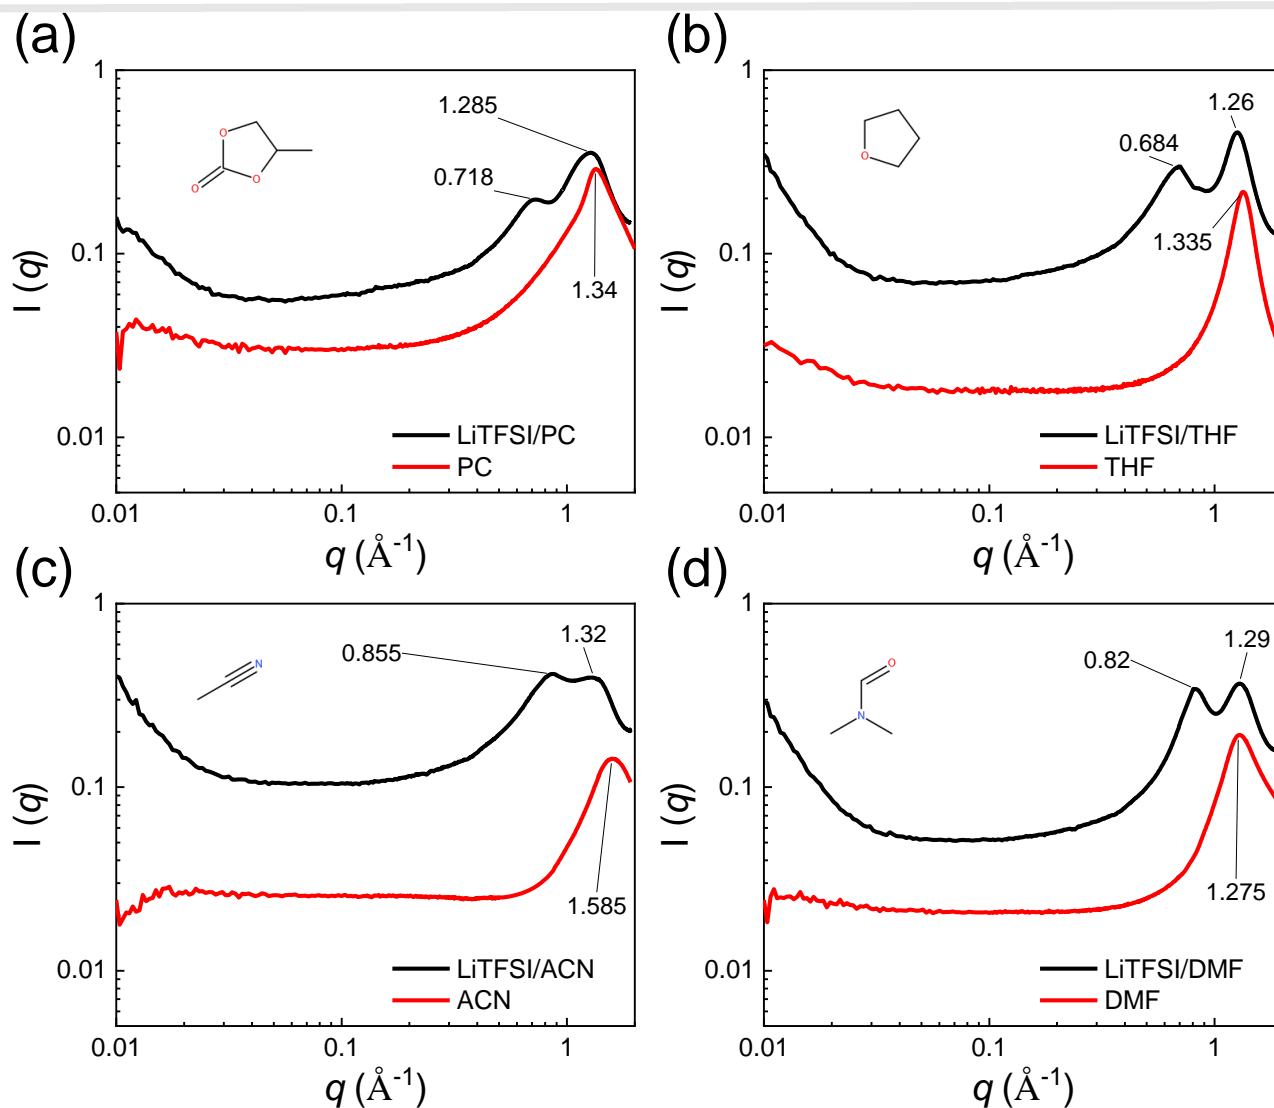 (a)
1
0.1
0.01
I (q)
1.285
0.718
1.34
O
O
O
LiTFSI/PC
PC
0.01
0.1
1
q (Å⁻¹)
(b)
1
0.1
0.01
I (q)
1.26
0.684
1.335
O
LiTFSI/THF
THF
0.01
0.1
1
q (Å⁻¹)
(c)
1
0.1
0.01
I (q)
1.32
0.855
1.585
N
LiTFSI/ACN
ACN
0.01
0.1
1
q (Å⁻¹)
(d)
1
0.1
0.01
I (q)
1.29
0.82
1.275
O
N
LiTFSI/DMF
DMF
0.01
0.1
1
q (Å⁻¹)